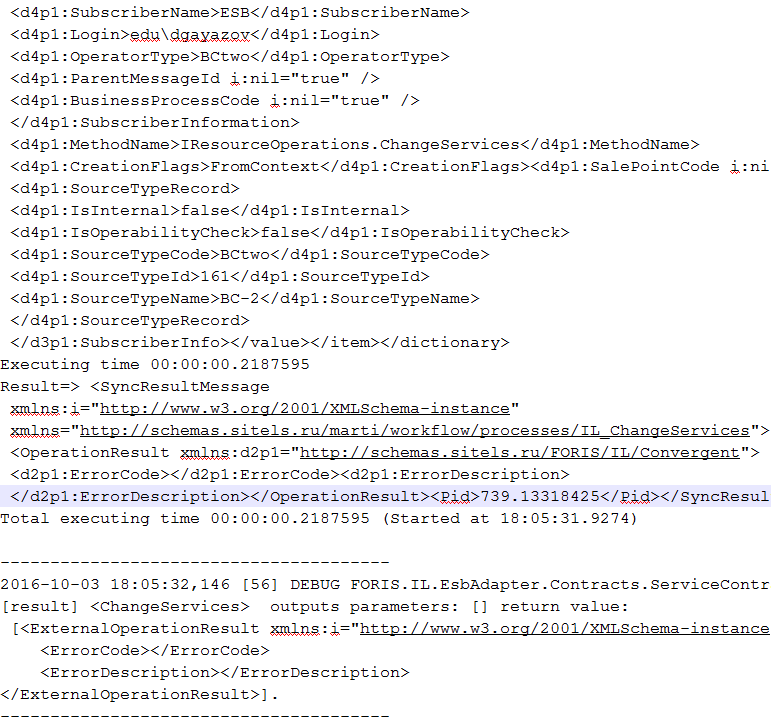 <d4p1:SubscriberName>ESB</d4p1:SubscriberName>
<d4p1:Login>edu\dgayazov</d4p1:Login>
<d4p1:OperatorType>BCtwo</d4p1:OperatorType>
<d4p1:ParentMessageId i:nil="true" />
<d4p1:BusinessProcessCode i:nil="true" />
</d4p1:SubscriberInformation>
<d4p1:MethodName>IResourceOperations.ChangeServices</d4p1:MethodName>
<d4p1:CreationFlags>FromContext</d4p1:CreationFlags><d4p1:SalePointCode i:ni
<d4p1:SourceTypeRecord>
<d4p1:IsInternal>false</d4p1:IsInternal>
<d4p1:IsOperabilityCheck>false</d4p1:IsOperabilityCheck>
<d4p1:SourceTypeCode>BCtwo</d4p1:SourceTypeCode>
<d4p1:SourceTypeId>161</d4p1:SourceTypeId>
<d4p1:SourceTypeName>BC-2</d4p1:SourceTypeName>
</d4p1:SourceTypeRecord>
</d3p1:SubscriberInfo></value></item></dictionary>
Executing time 00:00:00.2187595
Result=> <SyncResultMessage
xmlns:i="http://www.w3.org/2001/XMLSchema-instance"
xmlns="http://schemas.sitels.ru/marti/workflow/processes/IL_ChangeServices">
<OperationResult xmlns:d2p1="http://schemas.sitels.ru/FORIS/IL/Convergent">
<d2p1:ErrorCode></d2p1:ErrorCode><d2p1:ErrorDescription>
</d2p1:ErrorDescription></OperationResult><Pid>739.13318425</Pid></SyncResul
Total executing time 00:00:00.2187595 (Started at 18:05:31.9274)
---------------------------------------
2016-10-03 18:05:32,146 [56] DEBUG FORIS.IL.EsbAdapter.Contracts.ServiceContr
[result] <ChangeServices>  outputs parameters: [] return value:
[<ExternalOperationResult xmlns:i="http://www.w3.org/2001/XMLSchema-instance
<ErrorCode></ErrorCode>
<ErrorDescription></ErrorDescription>
</ExternalOperationResult>].
---------------------------------------